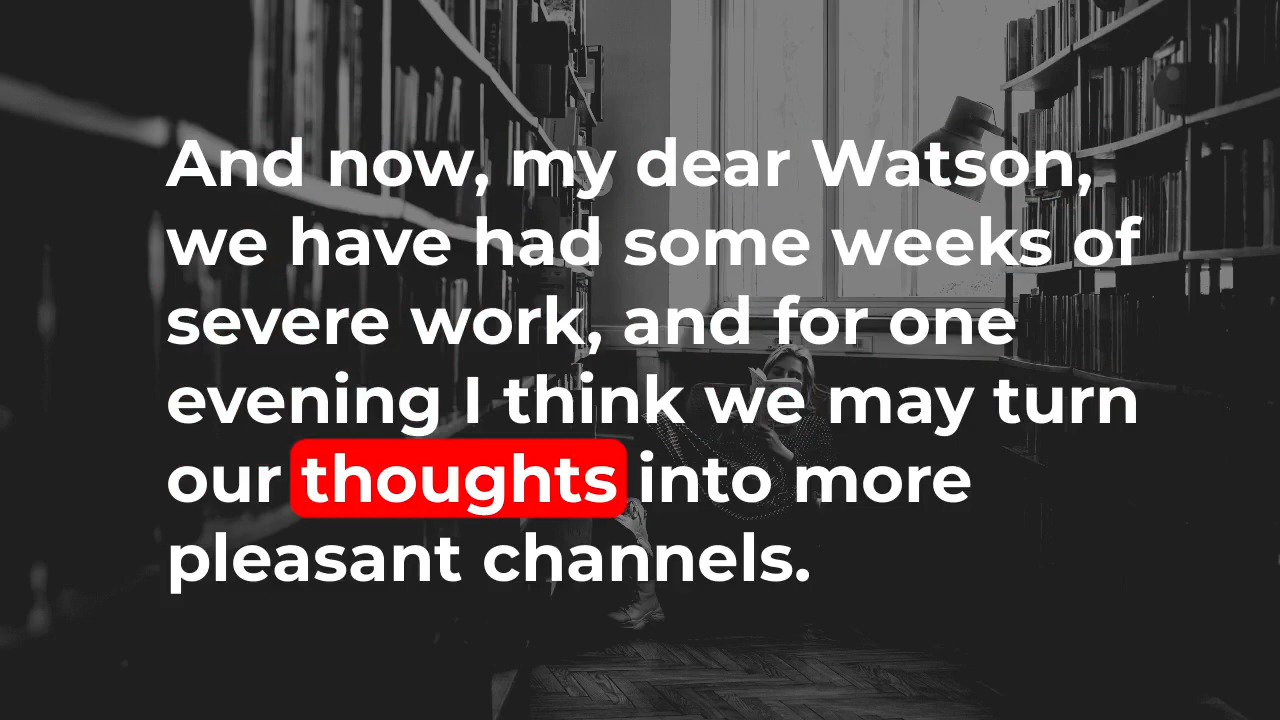 And now, my dear Watson,
we have had some weeks of
severe work, and for one
evening I think we may turn
our thoughts into more
pleasant channels.